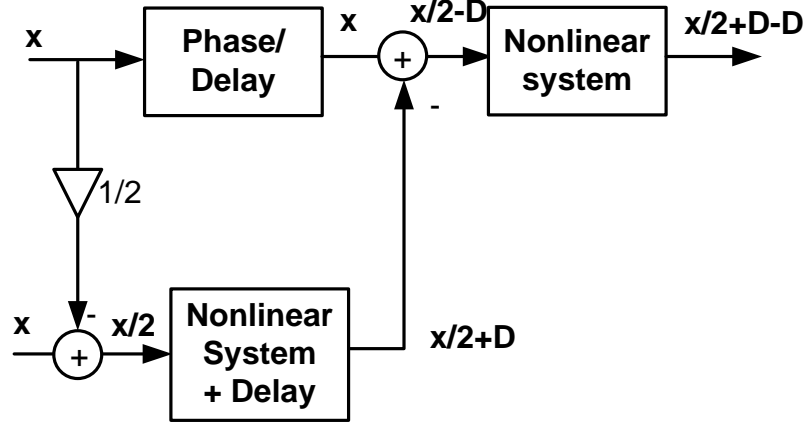 x
Phase/
Delay
x
+
-
x/2-D
Nonlinear
system
x/2+D-D
1/2
x
-
+
x/2
Nonlinear
System
+ Delay
x/2+D